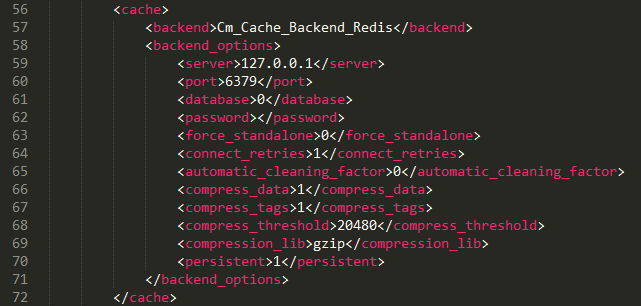 56 <cache>
57 <backend>Cm_Cache_Backend_Redis</backend>
58 <backend_options>
59 <server>127.0.0.1</server>
60 <port>6379</port>
61 <database>0</database>
62 <password></password>
63 <force_standalone>0</force_standalone>
64 <connect_retries>1</connect_retries>
65 <automatic_cleaning_factor>0</automatic_cleaning_factor>
66 <compress_data>1</compress_data>
67 <compress_tags>1</compress_tags>
68 <compress_threshold>20480</compress_threshold>
69 <compression_lib>gzip</compression_lib>
70 <persistent>1</persistent>
71 </backend_options>
72 </cache>